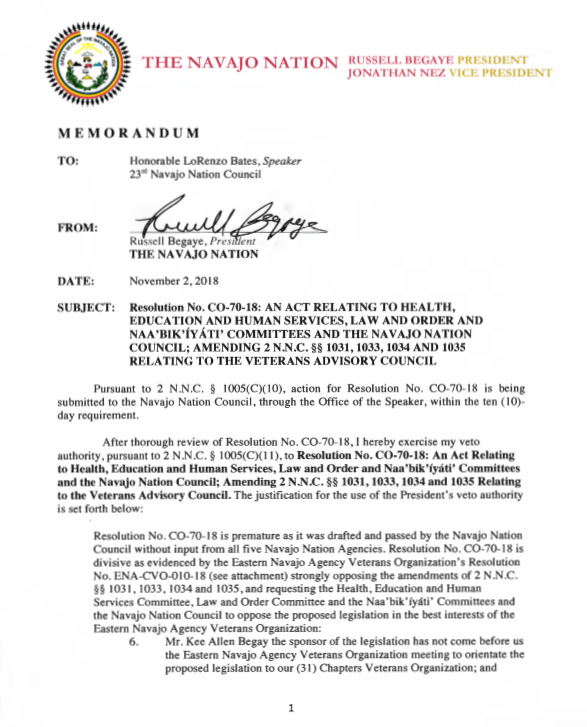 THE NAVAJO NATION RUSSELL BEGAYE PRESIDENT
JONATHAN NEZ VICE PRESIDENT
MEMORANDUM
TO: Honorable LoRenzo Bates, Speaker
23rd Navajo Nation Council
FROM: Russell Begaye, President
THE NAVAJO NATION
DATE: November 2, 2018
SUBJECT: Resolution No. CO-70-18: AN ACT RELATING TO HEALTH,
EDUCATION AND HUMAN SERVICES, LAW AND ORDER AND
NAA'BIK'ÍYÁTI' COMMITTEES AND THE NAVAJO NATION
COUNCIL; AMENDING 2 N.N.C. §§ 1031, 1033, 1034 AND 1035
RELATING TO THE VETERANS ADVISORY COUNCIL
Pursuant to 2 N.N.C. § 1005(C)(10), action for Resolution No. CO-70-18 is being
submitted to the Navajo Nation Council, through the Office of the Speaker, within the ten (10)-
day requirement.
After thorough review of Resolution No. CO-70-18, I hereby exercise my veto
authority, pursuant to 2 N.N.C. § 1005(C)(11), to Resolution No. CO-70-18: An Act Relating
to Health, Education and Human Services, Law and Order and Naa'bik'íyáti' Committees
and the Navajo Nation Council; Amending 2 N.N.C. §§ 1031, 1033, 1034 and 1035 Relating
to the Veterans Advisory Council. The justification for the use of the President's veto authority
is set forth below:
Resolution No. CO-70-18 is premature as it was drafted and passed by the Navajo Nation
Council without input from all five Navajo Nation Agencies. Resolution No. CO-70-18 is
divisive as evidenced by the Eastern Navajo Agency Veterans Organization's Resolution
No. ENA-CVO-010-18 (see attachment) strongly opposing the amendments of 2 N.N.C.
§§ 1031, 1033, 1034 and 1035, and requesting the Health, Education and Human
Services Committee, Law and Order Committee and the Naa'bik'íyáti' Committees and
the Navajo Nation Council to oppose the proposed legislation in the best interests of the
Eastern Navajo Agency Veterans Organization:
6. Mr. Kee Allen Begay the sponsor of the legislation has not come before us
the Eastern Navajo Agency Veterans Organization meeting to orientate the
proposed legislation to our (31) Chapters Veterans Organization; and
1